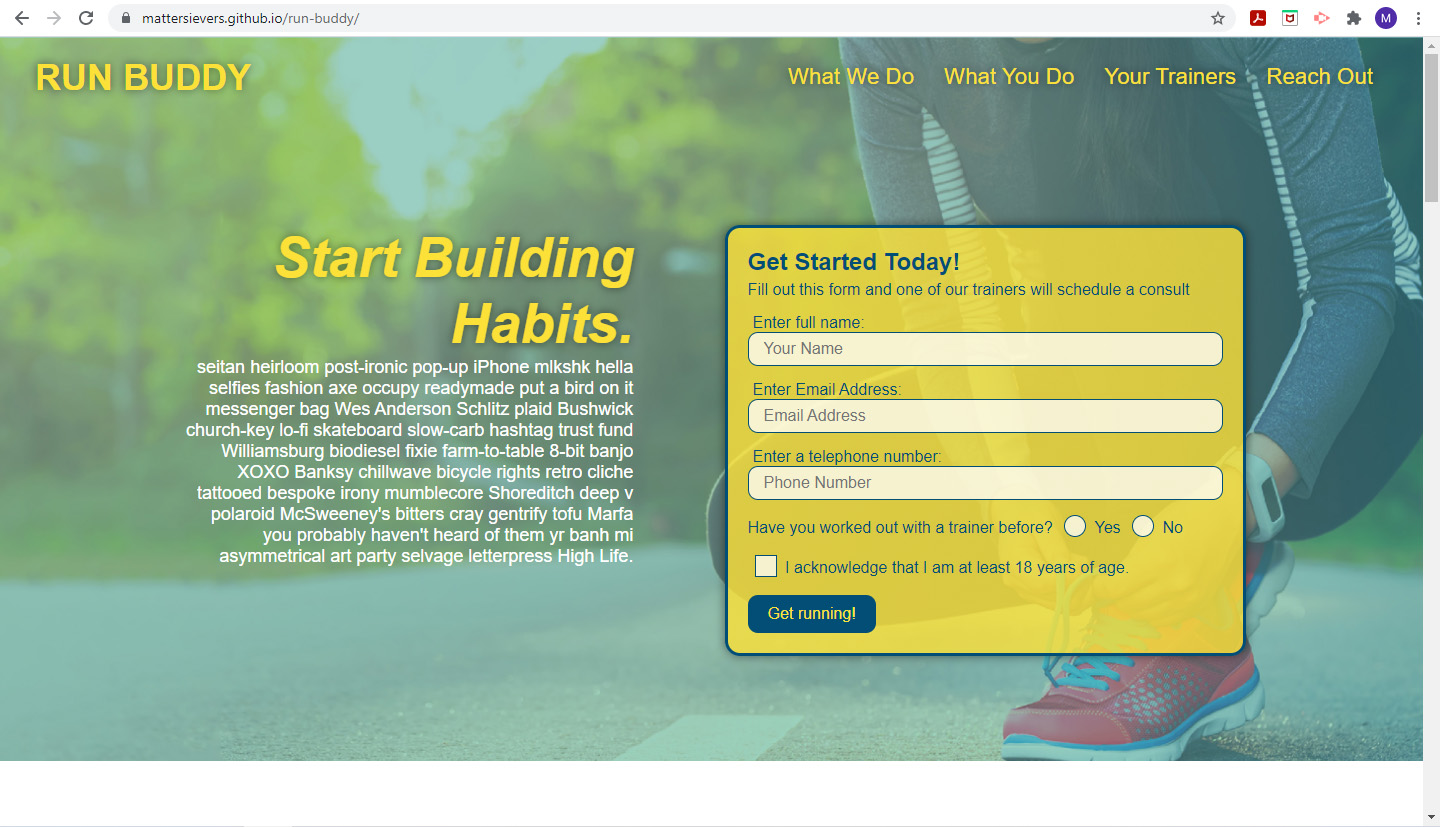 mattersievers.github.io/run-buddy/
M
RUN BUDDY
What We Do What You Do Your Trainers Reach Out
Start Building
Habits.
seitan heirloom post-ironic pop-up iPhone mlkshk hella
selfies fashion axe occupy readymade put a bird on it
messenger bag Wes Anderson Schlitz plaid Bushwick
church-key lo-fi skateboard slow-carb hashtag trust fund
Williamsburg biodiesel fixie farm-to-table 8-bit banjo
XOXO Banksy chillwave bicycle rights retro cliche
tattooed bespoke irony mumblecore Shoreditch deep v
polaroid McSweeney's bitters cray gentrify tofu Marfa
you probably haven't heard of them yr banh mi
asymmetrical art party selvage letterpress High Life.
Get Started Today!
Fill out this form and one of our trainers will schedule a consult
Enter full name:
Your Name
Enter Email Address:
Email Address
Enter a telephone number:
Phone Number
Have you worked out with a trainer before? Yes No
I acknowledge that I am at least 18 years of age.
Get running!